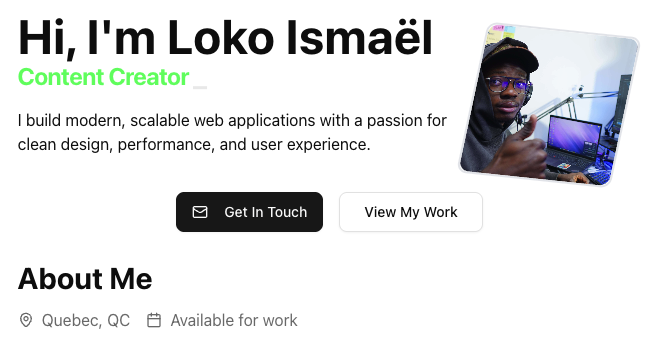 Hi, I'm Loko Ismaël
Content Creator_
I build modern, scalable web applications with a passion for
clean design, performance, and user experience.
Get In Touch
View My Work
About Me
Quebec, QC
Available for work